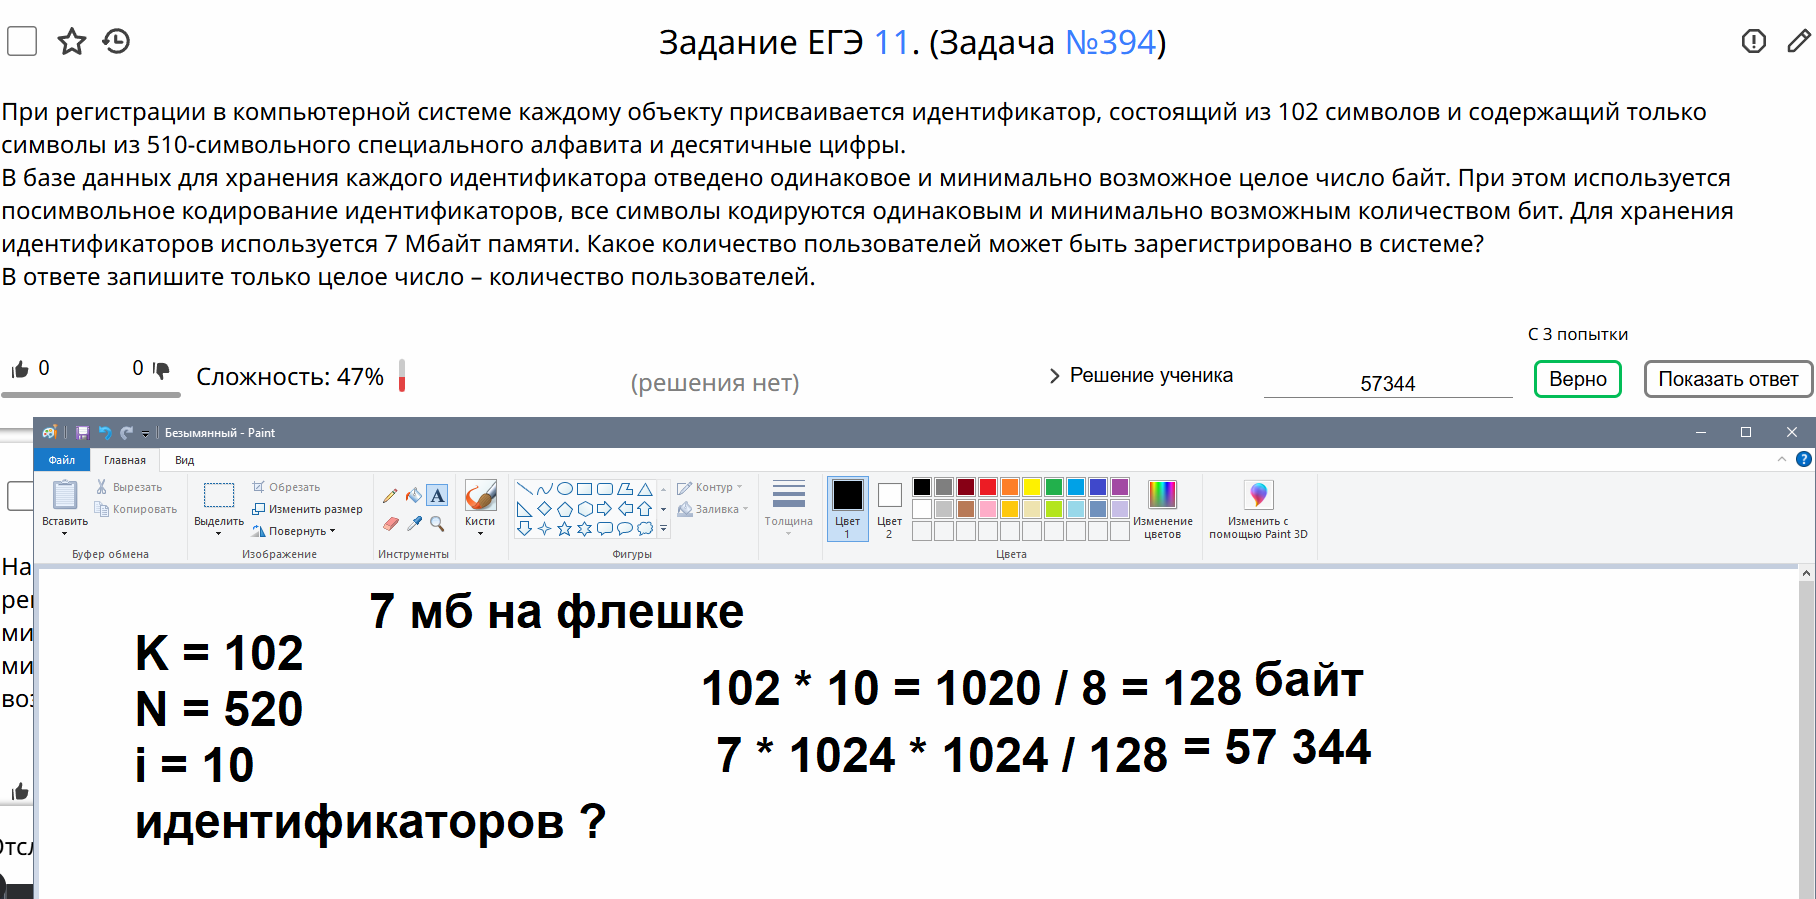 Задание ЕГЭ 11. (Задача №394)
При регистрации в компьютерной системе каждому объекту присваивается идентификатор, состоящий из 102 символов и содержащий только
символы из 510-символьного специального алфавита и десятичные цифры.
В базе данных для хранения каждого идентификатора отведено одинаковое и минимально возможное целое число байт. При этом используется
посимвольное кодирование идентификаторов, все символы кодируются одинаковым и минимально возможным количеством бит. Для хранения
идентификаторов используется 7 Мбайт памяти. Какое количество пользователей может быть зарегистрировано в системе?
В ответе запишите только целое число – количество пользователей.
С 3 попытки
0 0 Сложность: 47% (решения нет) Решение ученика 57344 Верно Показать ответ
Безымянный - Paint
Файл Главная Вид
Вставить Вырезать Копировать
Буфер обмена
Выделить Обрезать Изменить размер Повернуть
Изображение
Инструменты
Кисти
Контур Заливка
Фигуры
Толщина
Цвет 1 Цвет 2
Изменение цветов
Цвета
Изменить с помощью Paint 3D
На
рег
ми
ми
воз
Отсл
7 мб на флешке
K = 102
N = 520
i = 10
идентификаторов ?
102 * 10 = 1020 / 8 = 128 байт
7 * 1024 * 1024 / 128 = 57 344